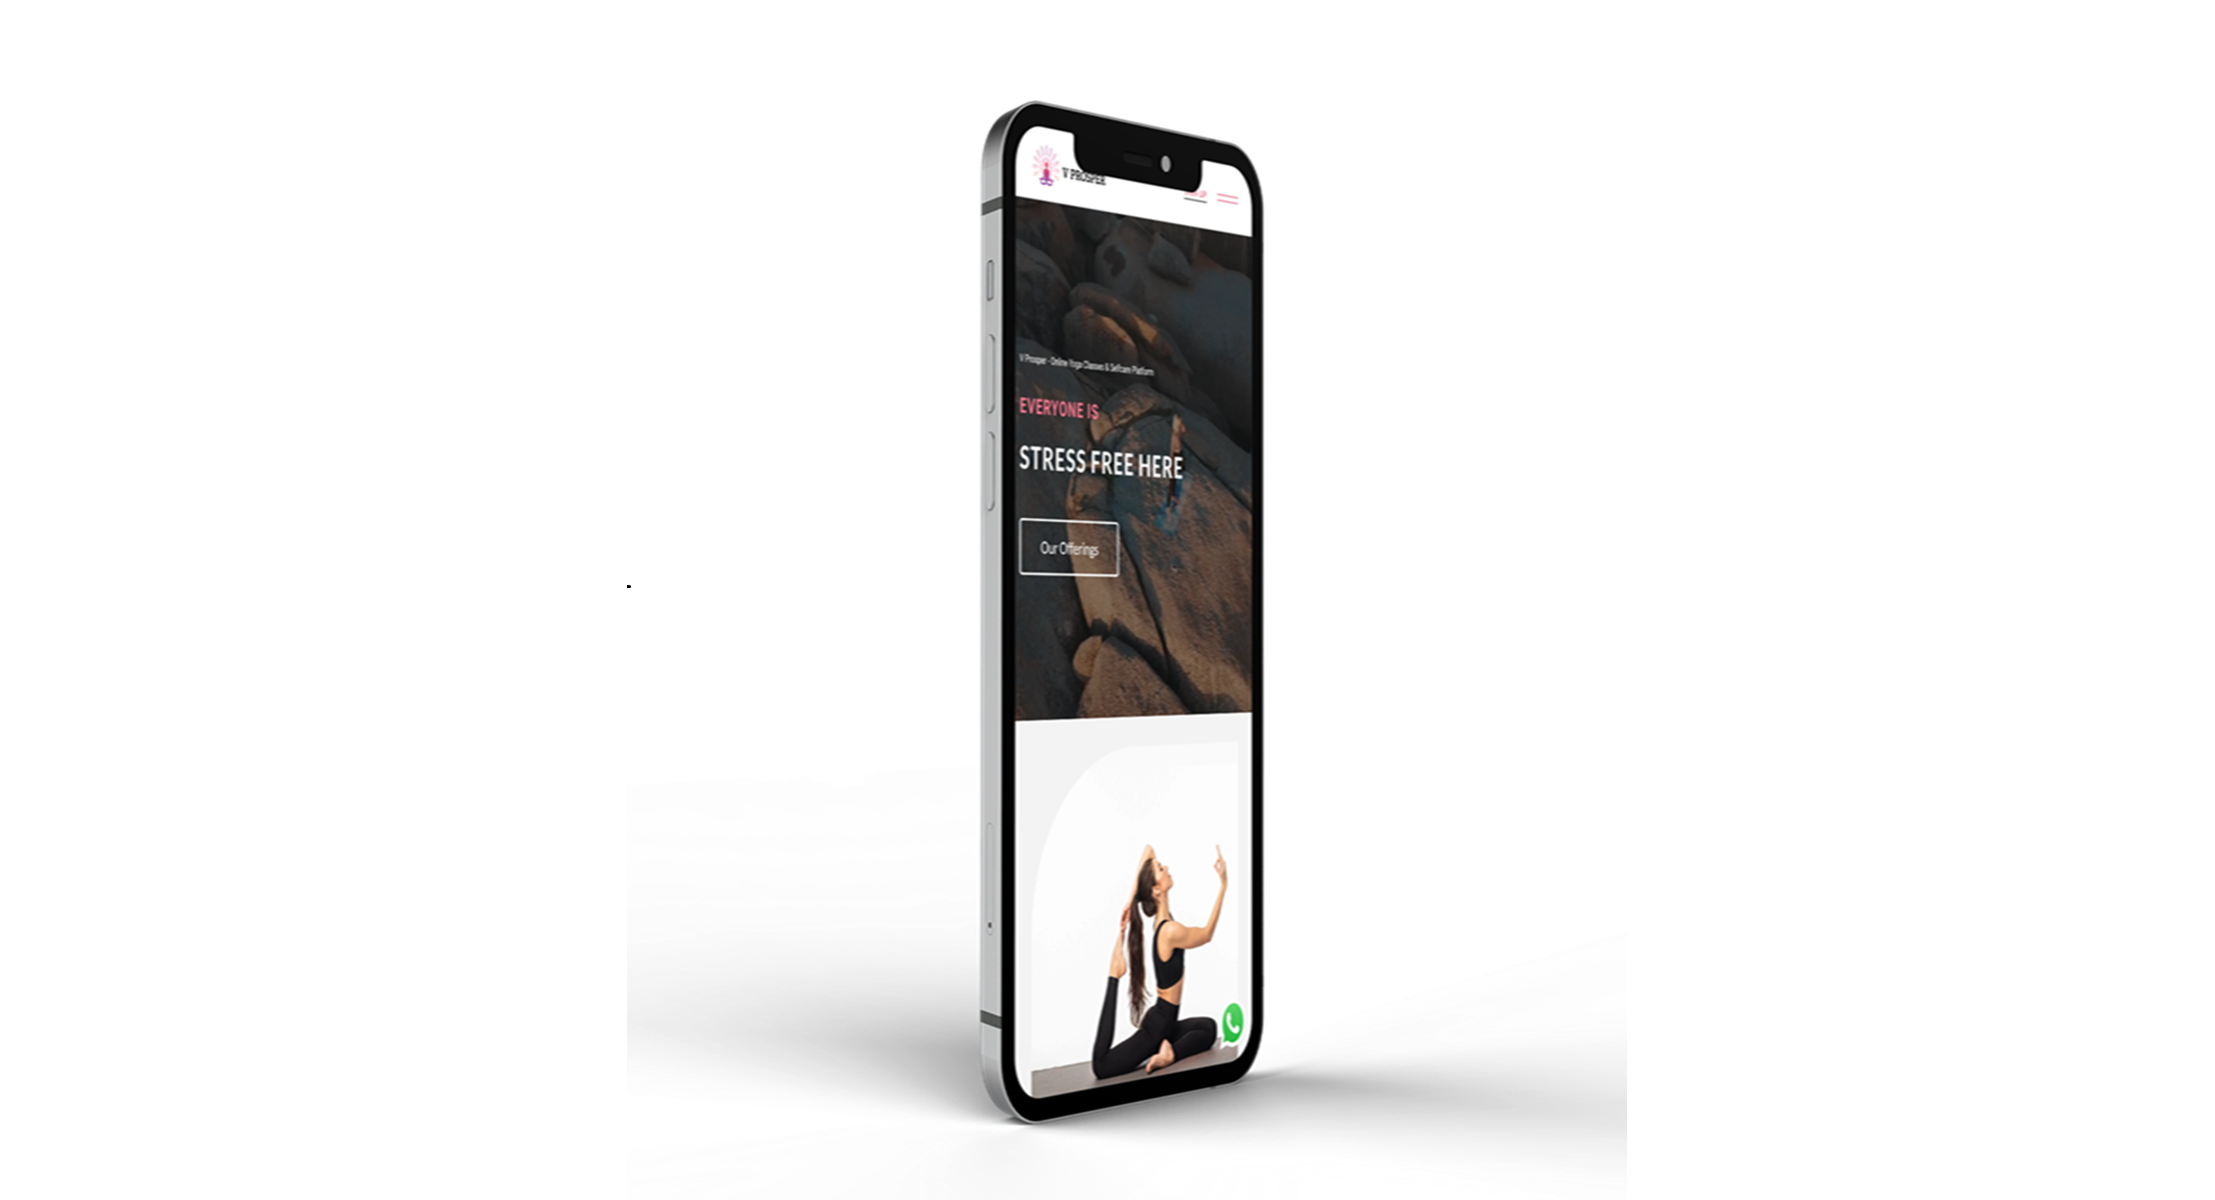 V PROSPER
V Prosper - Online Yoga Classes & Selfcare Platform
EVERYONE IS
STRESS FREE HERE
Our Offerings